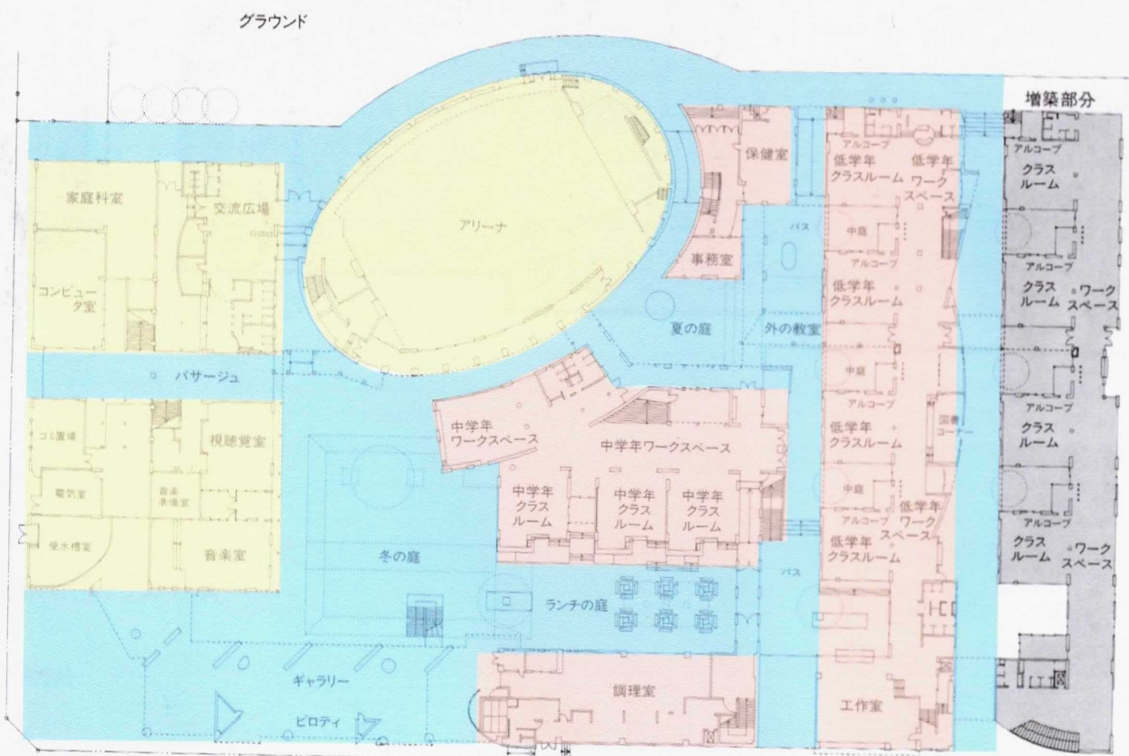 グラウンド
増築部分
家庭科室
交流広場
コンピュー
タ室
アリーナ
保健室
事務室
アルコーブ
低学年
クラスルーム
低学年
ワーク
スペース
中庭
アルコーブ
低学年
クラスルーム
中庭
アルコーブ
低学年
クラスルーム
図書
コーナー
中庭
アルコーブ
低学年
クラスルーム
低学年
ワーク
スペース
工作室
アルコーブ
クラス
ルーム
アルコーブ
クラス
ルーム
ワーク
スペース
アルコーブ
クラス
ルーム
アルコーブ
クラス
ルーム
ワーク
スペース
パス
夏の庭
外の教室
パサージュ
ゴミ置場
視聴覚室
電気室
音楽
準備室
受水槽室
音楽室
中学年
ワークスペース
中学年ワークスペース
中学年
クラス
ルーム
中学年
クラス
ルーム
中学年
クラス
ルーム
冬の庭
パス
ランチの庭
ギャラリー
ピロティ
調理室